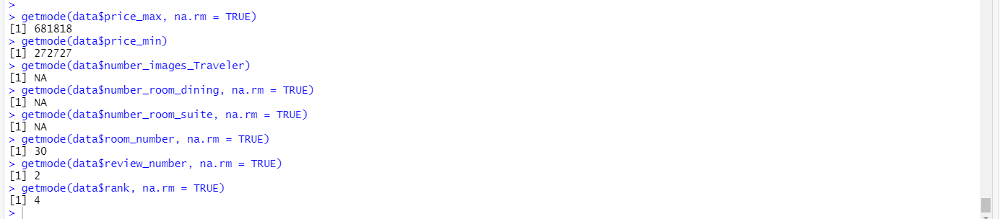 >
> getmode(data$price_max, na.rm = TRUE)
[1] 681818
> getmode(data$price_min)
[1] 272727
> getmode(data$number_images_Traveler)
[1] NA
> getmode(data$number_room_dining, na.rm = TRUE)
[1] NA
> getmode(data$number_room_suite, na.rm = TRUE)
[1] NA
> getmode(data$room_number, na.rm = TRUE)
[1] 30
> getmode(data$review_number, na.rm = TRUE)
[1] 2
> getmode(data$rank, na.rm = TRUE)
[1] 4
>